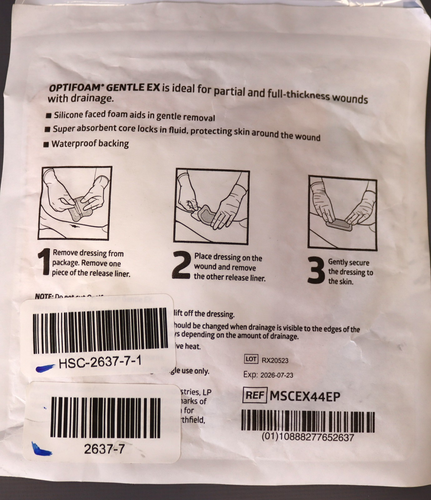 OPTIFOAM® GENTLE EX is ideal for partial and full-thickness wounds
with drainage.
■ Silicone faced foam aids in gentle removal
■ Super absorbent core locks in fluid, protecting skin around the wound
■ Waterproof backing
1 Remove dressing from
package. Remove one
piece of the release liner.
2 Place dressing on the
wound and remove
the other release liner.
3 Gently secure
the dressing to
the skin.
NOTE: Do not
lift off the dressing.
hould be changed when drainage is visible to the edges of the
rs depending on the amount of drainage.
ve heat.
gle use only.
HSC-2637-7-1
LOT RX20523
Exp: 2026-07-23
stries, LP
marks of
for
rthfield,
REF MSCEX44EP
2637-7
(01)10888277652637